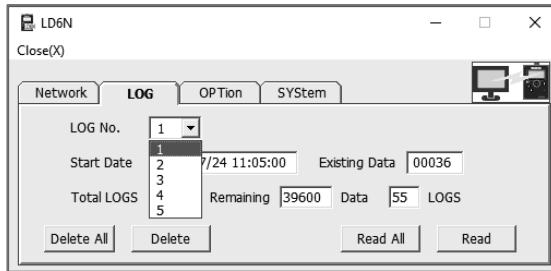 LD6N
Close(X)
Network LOG OPTion SYStem
LOG No. 1
1
Start Date 7/24 11:05:00 Existing Data 00036
2
3
Total LOGS Remaining 39600 Data 55 LOGS
4
5
Delete All Delete Read All Read